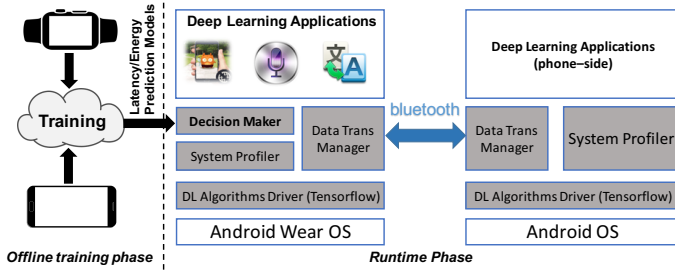 Latency/Energy
Prediction Models
Training
Offline training phase
Deep Learning Applications
文
A
Decision Maker
System Profiler
Data Trans
Manager
DL Algorithms Driver (Tensorflow)
Android Wear OS
bluetooth
Deep Learning Applications
(phone–side)
Data Trans
Manager
System Profiler
DL Algorithms Driver (Tensorflow)
Android OS
Runtime Phase